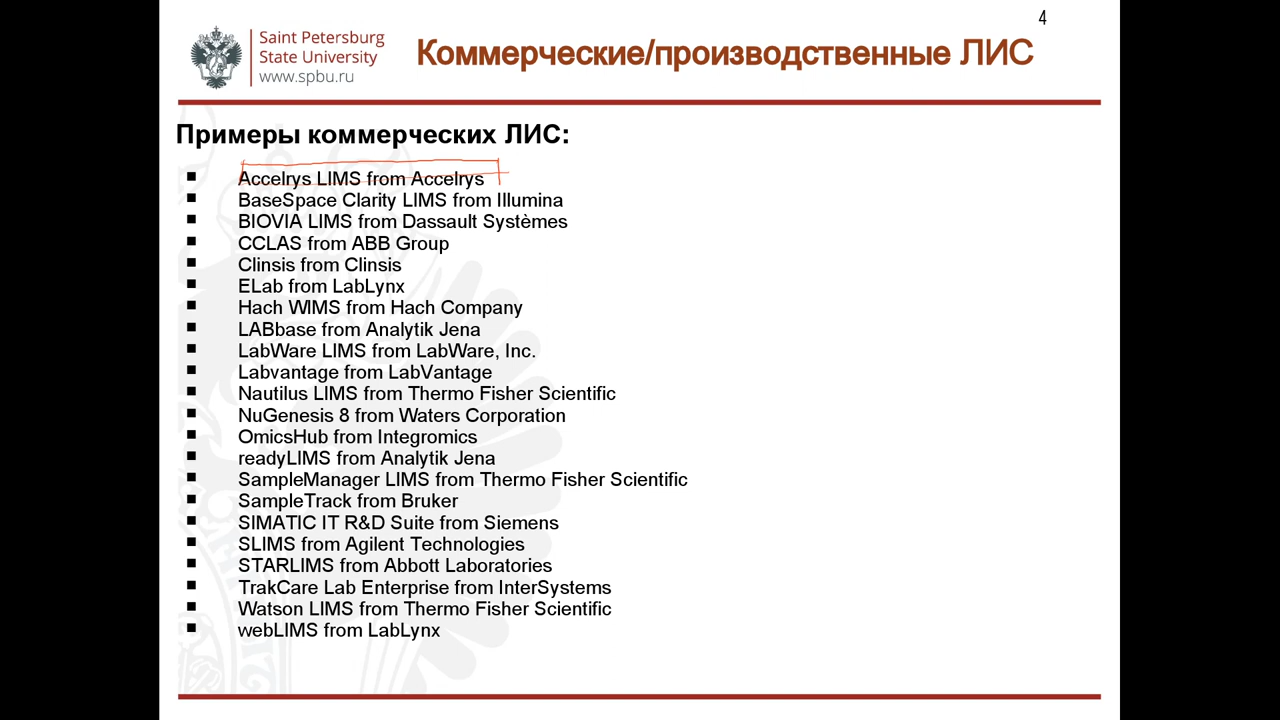 4
Saint Petersburg
State University
www.spbu.ru
Коммерческие/производственные ЛИС
Примеры коммерческих ЛИС:
Accelrys LIMS from Accelrys
BaseSpace Clarity LIMS from Illumina
BIOVIA LIMS from Dassault Systèmes
CCLAS from ABB Group
Clinsis from Clinsis
ELab from LabLynx
Hach WIMS from Hach Company
LABbase from Analytik Jena
LabWare LIMS from LabWare, Inc.
Labvantage from LabVantage
Nautilus LIMS from Thermo Fisher Scientific
NuGenesis 8 from Waters Corporation
OmicsHub from Integromics
readyLIMS from Analytik Jena
SampleManager LIMS from Thermo Fisher Scientific
SampleTrack from Bruker
SIMATIC IT R&D Suite from Siemens
SLIMS from Agilent Technologies
STARLIMS from Abbott Laboratories
TrakCare Lab Enterprise from InterSystems
Watson LIMS from Thermo Fisher Scientific
webLIMS from LabLynx